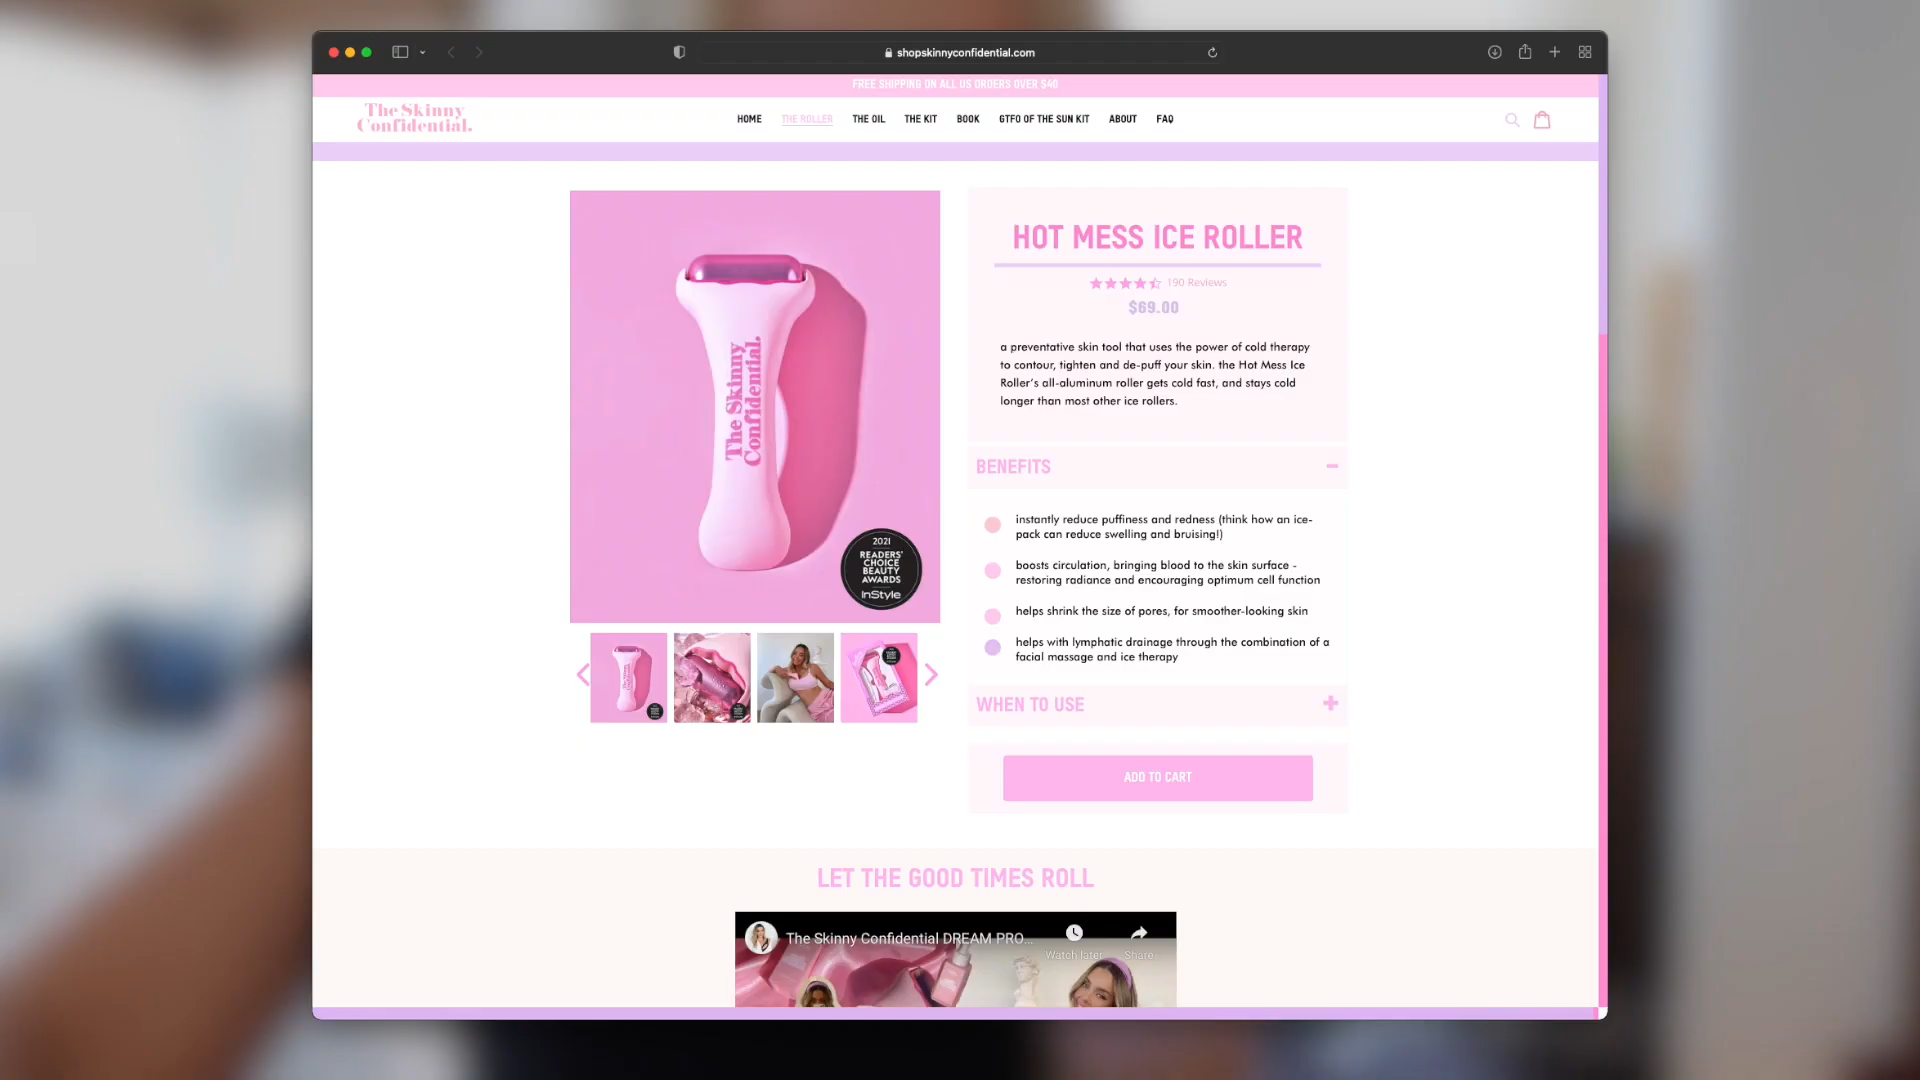 shopskinnyconfidential.com
FREE SHIPPING ON ALL US ORDERS OVER $40
The Skinny
Confidential.
HOME THE ROLLER THE OIL THE KIT BOOK GTFO OF THE SUN KIT ABOUT FAQ
The Skinny
Confidential.
2021
READERS'
CHOICE
BEAUTY
AWARDS
InStyle
HOT MESS ICE ROLLER
190 Reviews
$69.00
a preventative skin tool that uses the power of cold therapy
to contour, tighten and de-puff your skin. the Hot Mess Ice
Roller's all-aluminum roller gets cold fast, and stays cold
longer than most other ice rollers.
BENEFITS
instantly reduce puffiness and redness (think how an ice-
pack can reduce swelling and bruising!)
boosts circulation, bringing blood to the skin surface -
restoring radiance and encouraging optimum cell function
helps shrink the size of pores, for smoother-looking skin
helps with lymphatic drainage through the combination of a
facial massage and ice therapy
WHEN TO USE
ADD TO CART
LET THE GOOD TIMES ROLL
The Skinny Confidential DREAM PRO...
Watch later Share